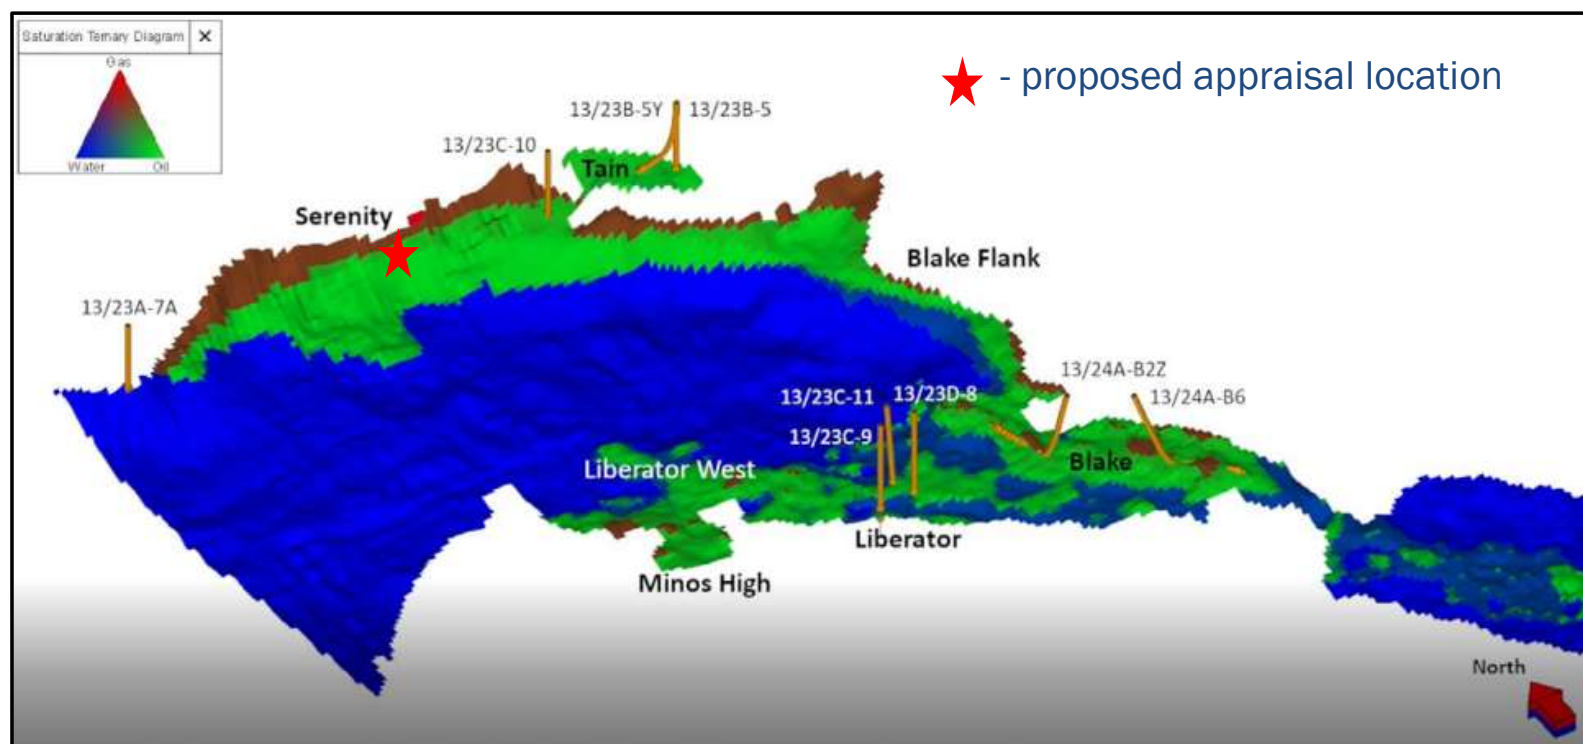 Saturation Ternary Diagram X
Gas
Water Oil
- proposed appraisal location
13/23B-5Y 13/23B-5
13/23C-10
Tain
Serenity
Blake Flank
13/23A-7A
13/24A-B2Z
13/23C-11 13/23D-8
13/24A-B6
13/23C-9
Blake
Liberator West
Liberator
Minos High
North